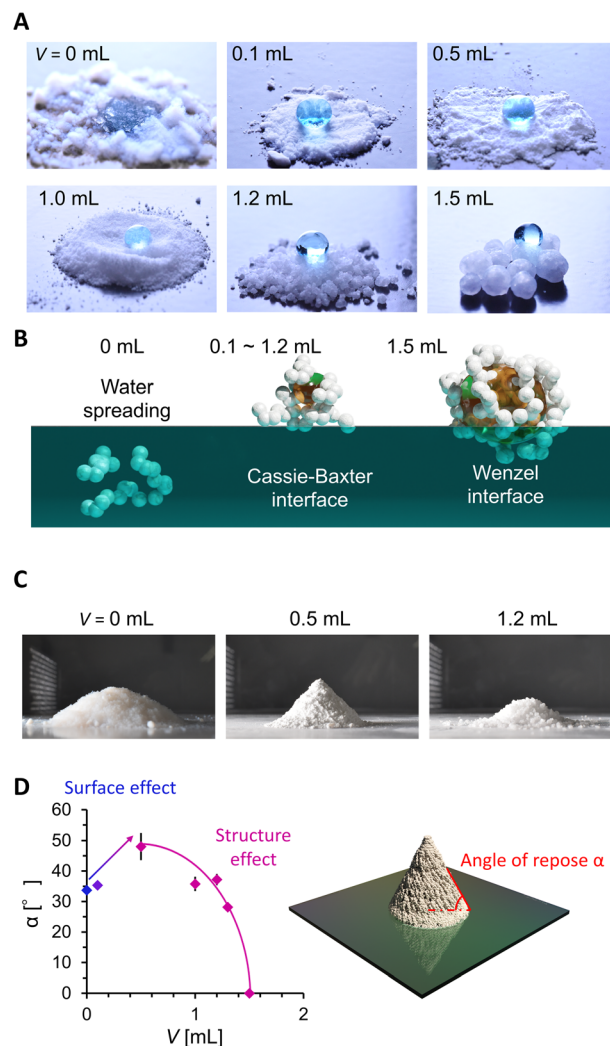 A
V = 0 mL
0.1 mL
0.5 mL
1.0 mL
1.2 mL
1.5 mL
B
0 mL
0.1 ~ 1.2 mL
1.5 mL
Water
spreading
Cassie-Baxter
interface
Wenzel
interface
C
V = 0 mL
0.5 mL
1.2 mL
D
Surface effect
60
50
40
30
20
10
0
α [°]
Structure
effect
0
1
2
V [mL]
Angle of repose α